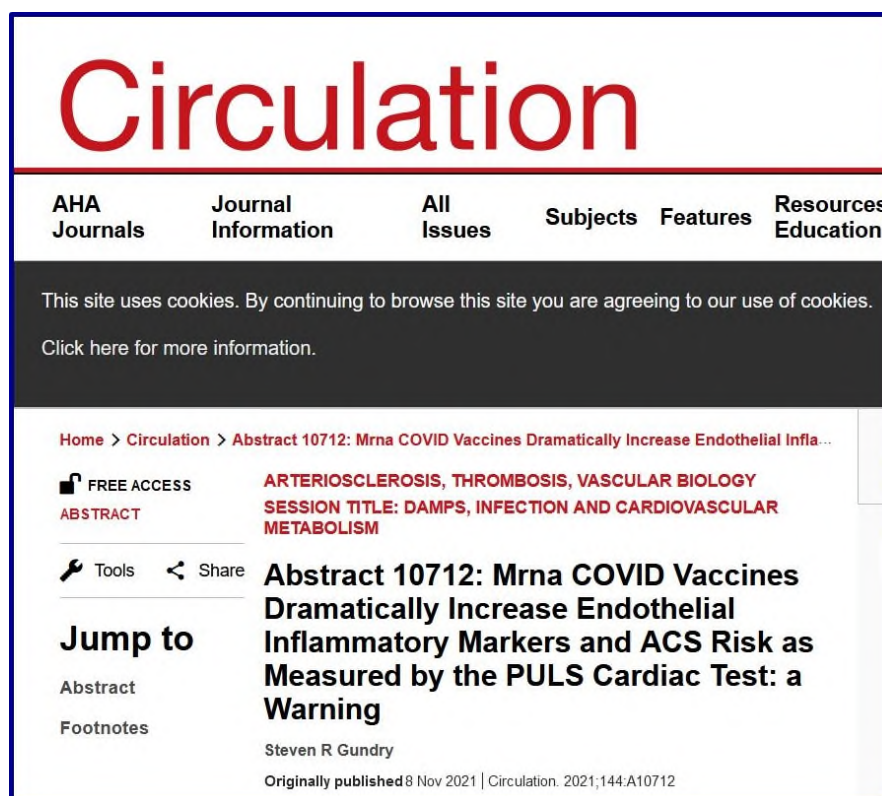 Circulation
AHA Journals
Journal Information
All Issues
Subjects
Features
Resources
Education
This site uses cookies. By continuing to browse this site you are agreeing to our use of cookies.
Click here for more information.
Home > Circulation > Abstract 10712: Mrna COVID Vaccines Dramatically Increase Endothelial Infla...
FREE ACCESS
ABSTRACT
Tools
Share
Jump to
Abstract
Footnotes
ARTERIOSCLEROSIS, THROMBOSIS, VASCULAR BIOLOGY
SESSION TITLE: DAMPS, INFECTION AND CARDIOVASCULAR
METABOLISM
Abstract 10712: Mrna COVID Vaccines
Dramatically Increase Endothelial
Inflammatory Markers and ACS Risk as
Measured by the PULS Cardiac Test: a
Warning
Steven R Gundry
Originally published 8 Nov 2021 | Circulation. 2021;144:A10712